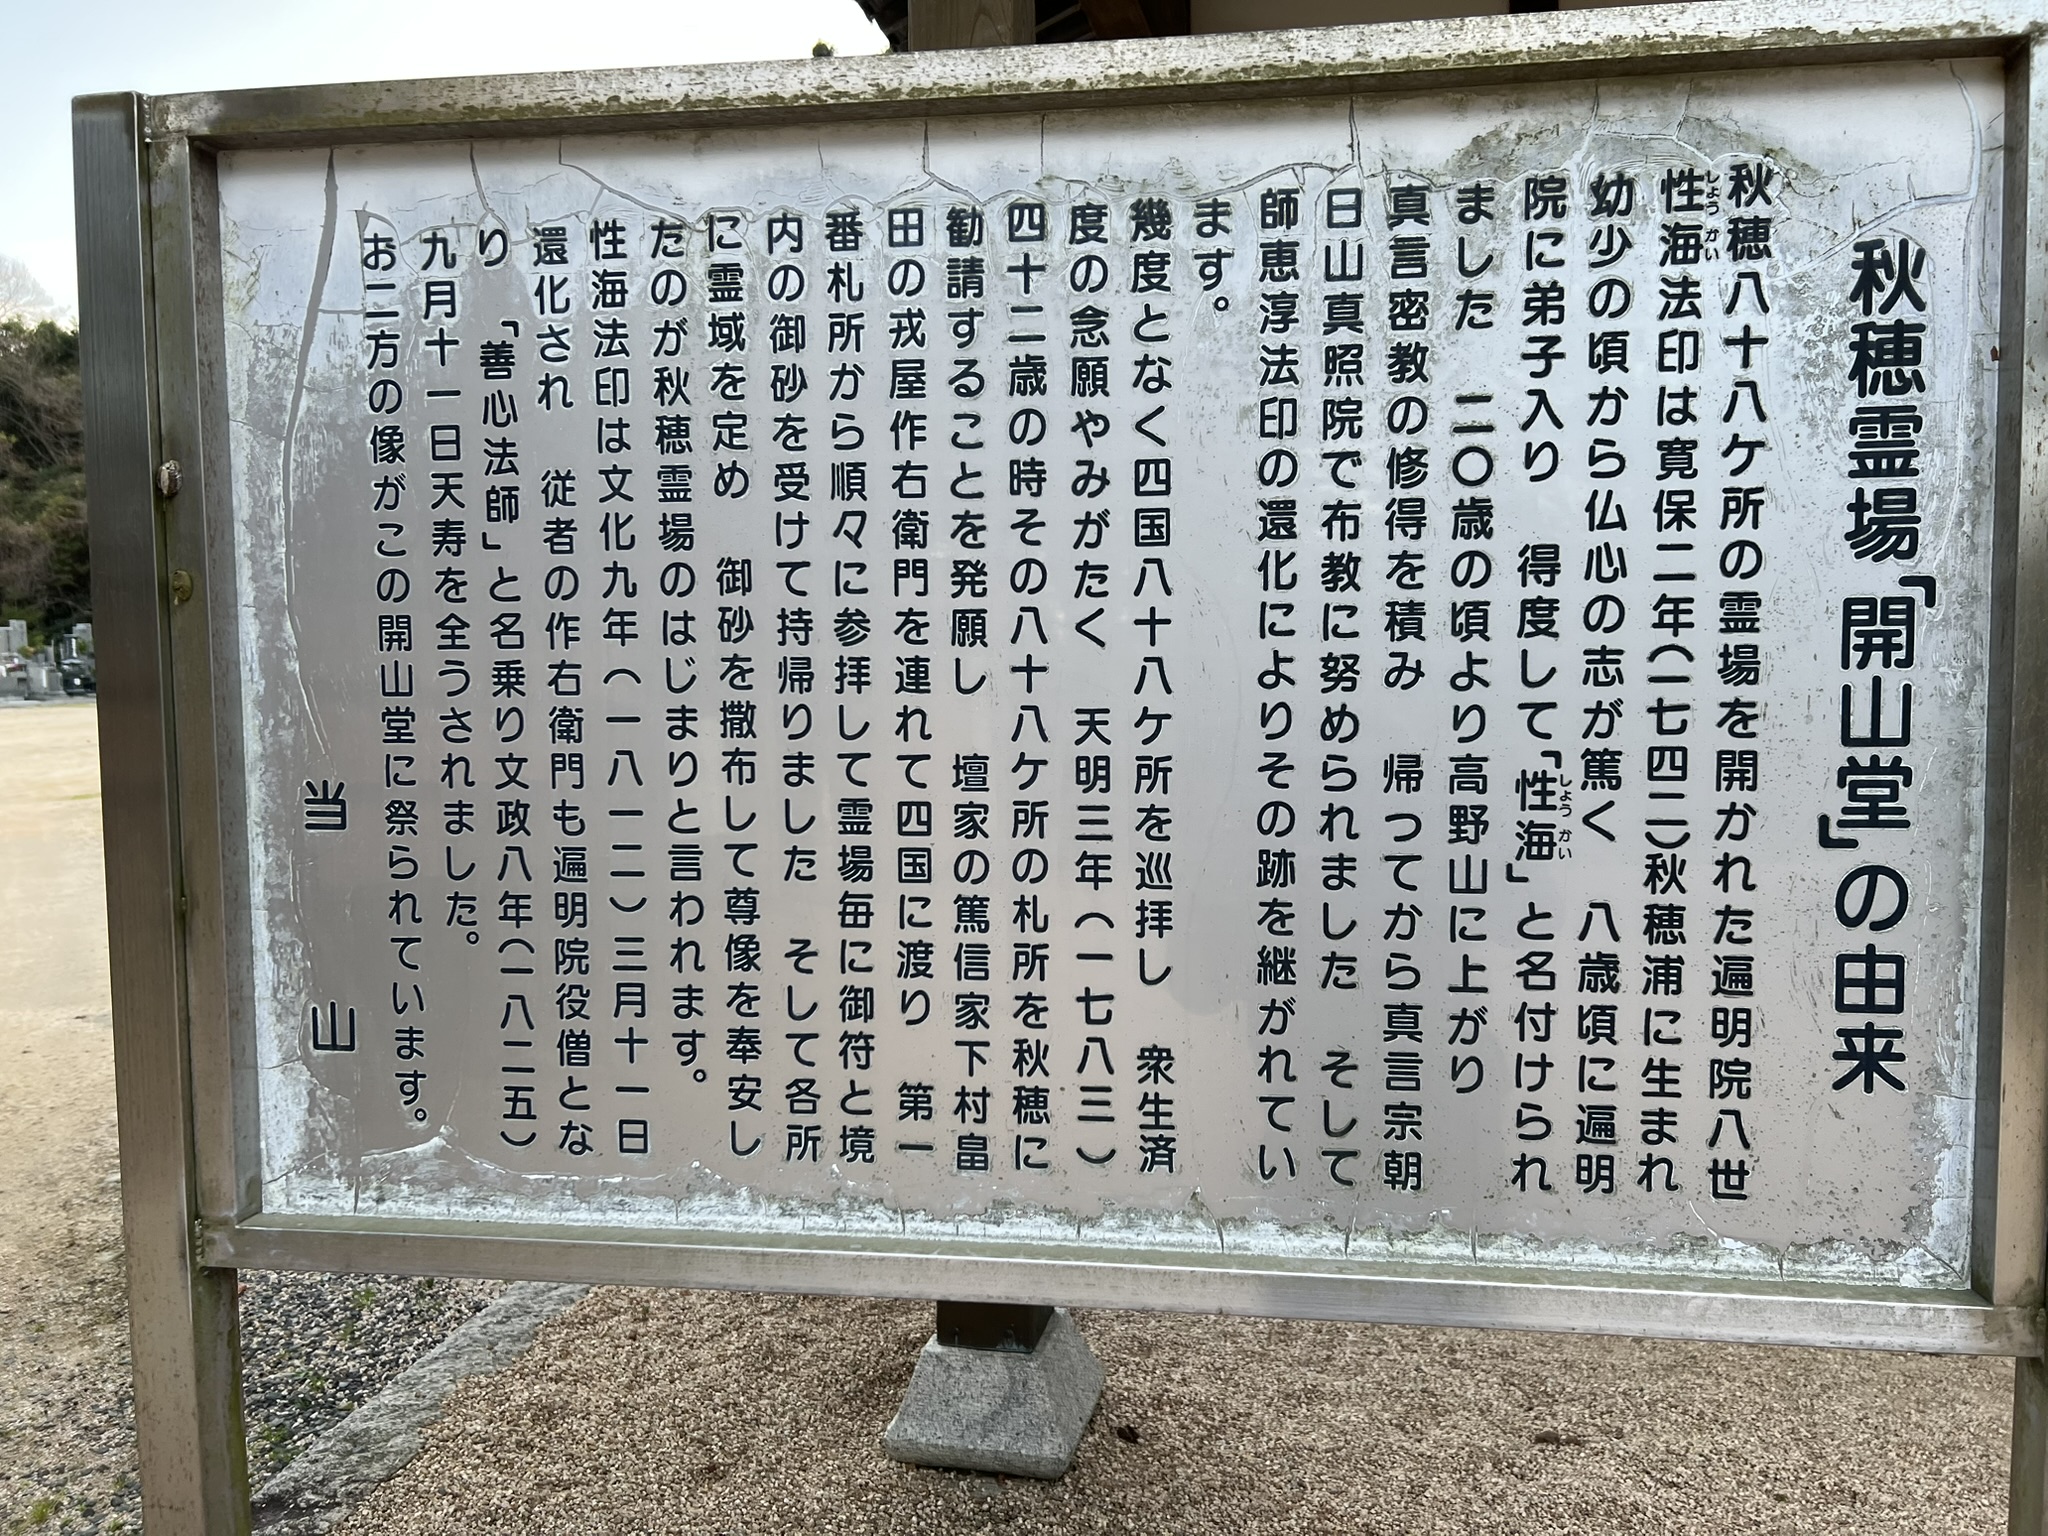 秋穂霊場「開山堂」の由来
秋穂八十八ケ所の霊場を開かれた遍明院八世
性海法印は寛保二年(一七四二)秋穂浦に生まれ
しょうかい
幼少の頃から仏心の志が篤く　八歳頃に遍明
院に弟子入り　得度して「性海」と名付けられ
しょうかい
ました　二〇歳の頃より高野山に上がり
真言密教の修得を積み　帰ってから真言宗朝
日山真照院で布教に努められました　そして
師恵淳法印の還化によりその跡を継がれてい
ます。
幾度となく四国八十八ケ所を巡拝し　衆生済
度の念願やみがたく　天明三年(一七八三)
四十二歳の時その八十八ケ所の札所を秋穂に
勧請することを発願し　壇家の篤信家下村畠
田の戎屋作右衛門を連れて四国に渡り　第一
番札所から順々に参拝して霊場毎に御符と境
内の御砂を受けて持帰りました　そして各所
に霊域を定め　御砂を撒布して尊像を奉安し
たのが秋穂霊場のはじまりと言われます。
性海法印は文化九年(一八一二)三月十一日
還化され　従者の作右衛門も遍明院役僧とな
り　「善心法師」と名乗り文政八年(一八二五)
九月十一日天寿を全うされました。
お二方の像がこの開山堂に祭られています。
当山